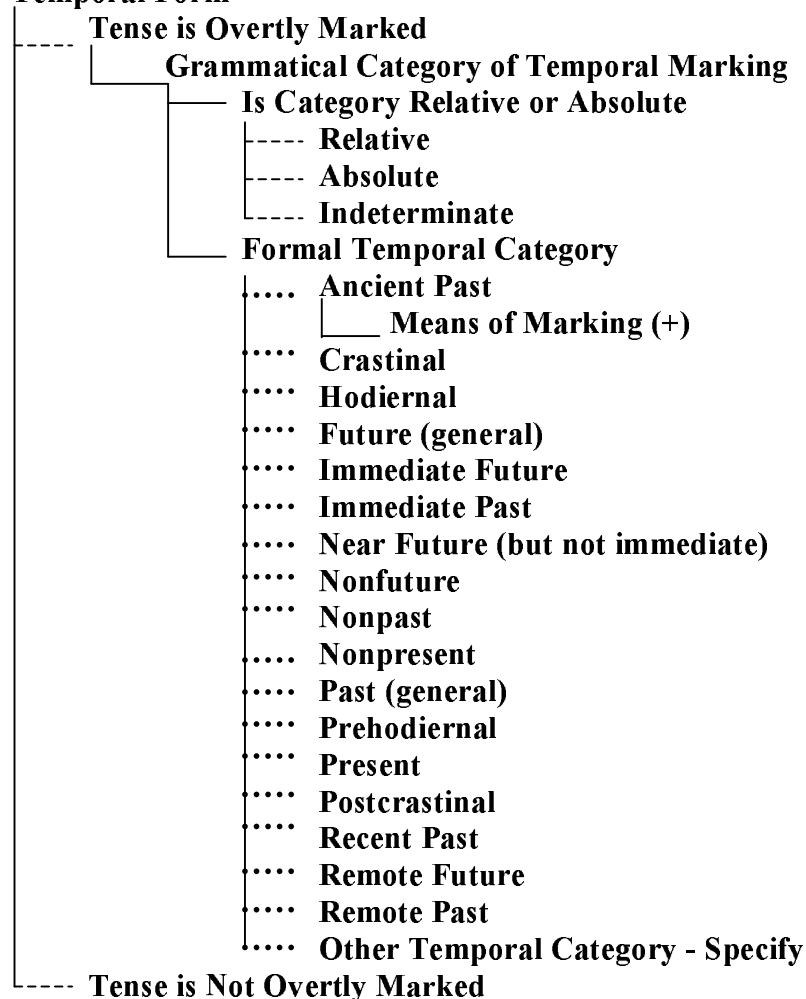 Temporal Form
Tense is Overtly Marked
Grammatical Category of Temporal Marking
Is Category Relative or Absolute
Relative
Absolute
Indeterminate
Formal Temporal Category
Ancient Past
Means of Marking (+)
Crastinal
Hodiernal
Future (general)
Immediate Future
Immediate Past
Near Future (but not immediate)
Nonfuture
Nonpast
Nonpresent
Past (general)
Prehodiernal
Present
Postcrastinal
Recent Past
Remote Future
Remote Past
Other Temporal Category - Specify
Tense is Not Overtly Marked